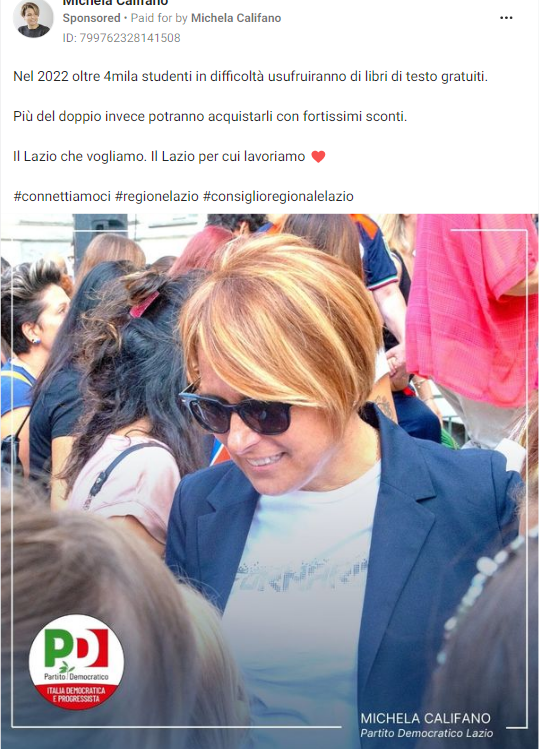 Michela Califano
Sponsored • Paid for by Michela Califano
ID: 799762328141508
Nel 2022 oltre 4mila studenti in difficoltà usufruiranno di libri di testo gratuiti.
Più del doppio invece potranno acquistarli con fortissimi sconti.
Il Lazio che vogliamo. Il Lazio per cui lavoriamo ❤️
#connettiamoci #regionelazio #consiglioregionalelazio
PD
Partito Democratico
ITALIA DEMOCRATICA
E PROGRESSISTA
MICHELA CALIFANO
Partito Democratico Lazio